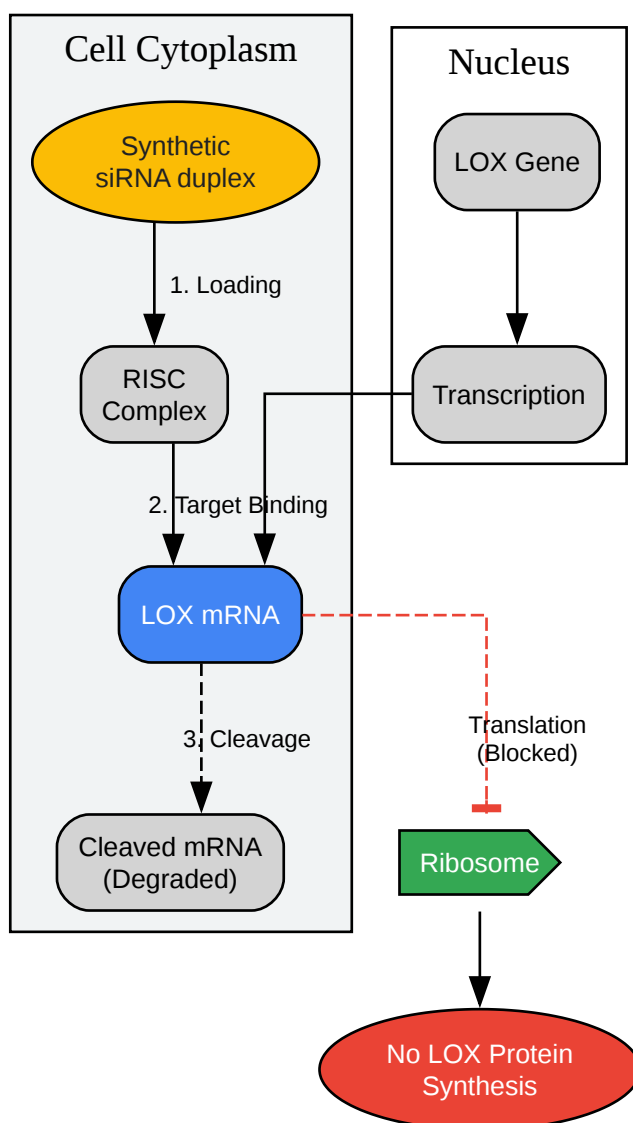 Cell Cytoplasm
Nucleus
Synthetic
siRNA duplex
LOX Gene
1. Loading
RISC
Complex
Transcription
2. Target Binding
LOX mRNA
3. Cleavage
Translation
(Blocked)
Cleaved mRNA
(Degraded)
Ribosome
No LOX Protein
Synthesis